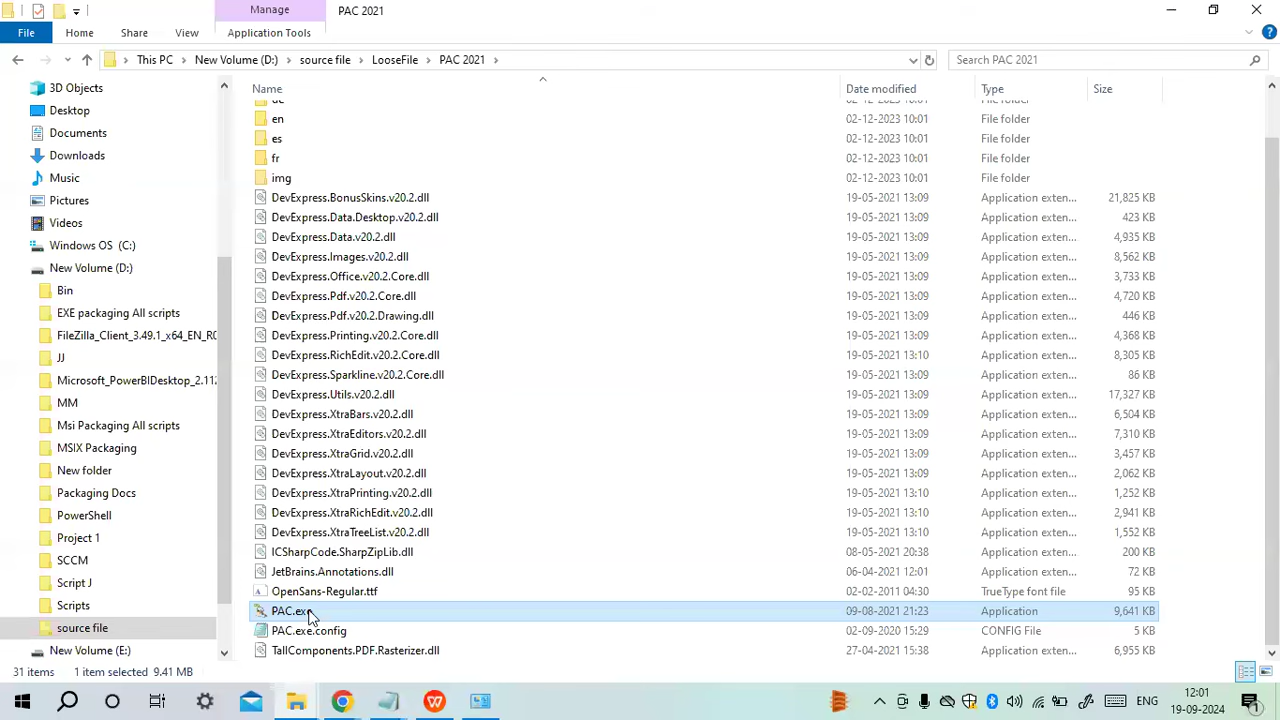 Manage
PAC 2021
File
Home
Share
View
Application Tools
This PC
New Volume (D:)
source file
LooseFile
PAC 2021
Search PAC 2021
3D Objects
Desktop
Documents
Downloads
Music
Pictures
Videos
Windows OS (C:)
New Volume (D:)
Bin
EXE packaging All scripts
FileZilla_Client_3.49.1_x64_EN_R0
JJ
Microsoft_PowerBIDesktop_2.112
MM
Msi Packaging All scripts
MSIX Packaging
New folder
Packaging Docs
PowerShell
Project 1
SCCM
Script J
Scripts
source file
New Volume (E:)
Name Date modified Type Size
de 02-12-2023 10:01 File folder
en 02-12-2023 10:01 File folder
es 02-12-2023 10:01 File folder
fr 02-12-2023 10:01 File folder
img 02-12-2023 10:01 File folder
DevExpress.BonusSkins.v20.2.dll 19-05-2021 13:09 Application exten... 21,825 KB
DevExpress.Data.Desktop.v20.2.dll 19-05-2021 13:09 Application exten... 423 KB
DevExpress.Data.v20.2.dll 19-05-2021 13:09 Application exten... 4,935 KB
DevExpress.Images.v20.2.dll 19-05-2021 13:09 Application exten... 8,562 KB
DevExpress.Office.v20.2.Core.dll 19-05-2021 13:09 Application exten... 3,733 KB
DevExpress.Pdf.v20.2.Core.dll 19-05-2021 13:09 Application exten... 4,720 KB
DevExpress.Pdf.v20.2.Drawing.dll 19-05-2021 13:09 Application exten... 446 KB
DevExpress.Printing.v20.2.Core.dll 19-05-2021 13:09 Application exten... 4,368 KB
DevExpress.RichEdit.v20.2.Core.dll 19-05-2021 13:10 Application exten... 8,305 KB
DevExpress.Sparkline.v20.2.Core.dll 19-05-2021 13:09 Application exten... 86 KB
DevExpress.Utils.v20.2.dll 19-05-2021 13:09 Application exten... 17,327 KB
DevExpress.XtraBars.v20.2.dll 19-05-2021 13:09 Application exten... 6,504 KB
DevExpress.XtraEditors.v20.2.dll 19-05-2021 13:09 Application exten... 7,310 KB
DevExpress.XtraGrid.v20.2.dll 19-05-2021 13:09 Application exten... 3,457 KB
DevExpress.XtraLayout.v20.2.dll 19-05-2021 13:09 Application exten... 2,062 KB
DevExpress.XtraPrinting.v20.2.dll 19-05-2021 13:10 Application exten... 1,252 KB
DevExpress.XtraRichEdit.v20.2.dll 19-05-2021 13:10 Application exten... 2,941 KB
DevExpress.XtraTreeList.v20.2.dll 19-05-2021 13:10 Application exten... 1,552 KB
ICSharpCode.SharpZipLib.dll 08-05-2021 20:38 Application exten... 200 KB
JetBrains.Annotations.dll 06-04-2021 12:01 Application exten... 72 KB
OpenSans-Regular.ttf 02-02-2011 04:30 TrueType font file 95 KB
PAC.exe 09-08-2021 21:23 Application 9,641 KB
PAC.exe.config 02-09-2020 15:29 CONFIG File 5 KB
TallComponents.PDF.Rasterizer.dll 27-04-2021 15:38 Application exten... 6,955 KB
31 items
1 item selected 9.41 MB
ENG
12:01
19-09-2024
1